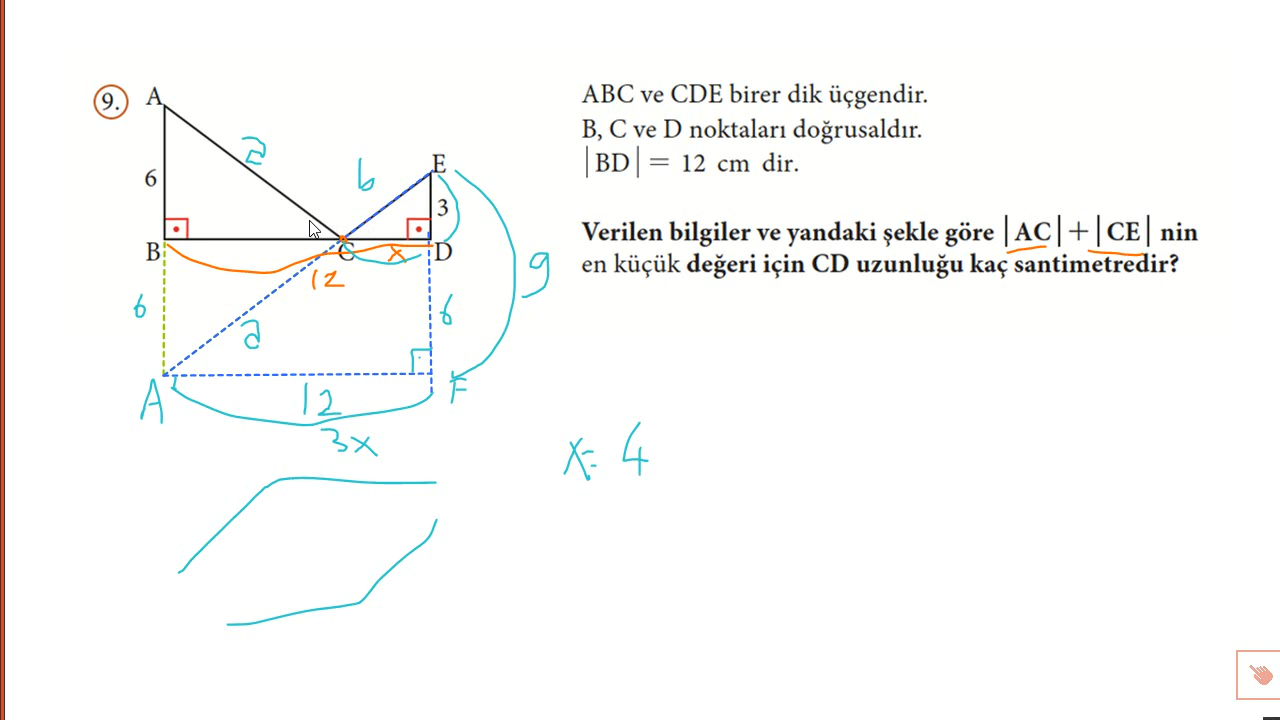 9.
A
ABC ve CDE birer dik üçgendir.
B, C ve D noktaları doğrusaldır.
|BD| = 12 cm dir.
Verilen bilgiler ve yandaki şekle göre |AC| + |CE| nin
en küçük değeri için CD uzunluğu kaç santimetredir?
a
b
E
6
3
B
C
x
D
12
9
6
a
6
A
12
F
3x
x = 4